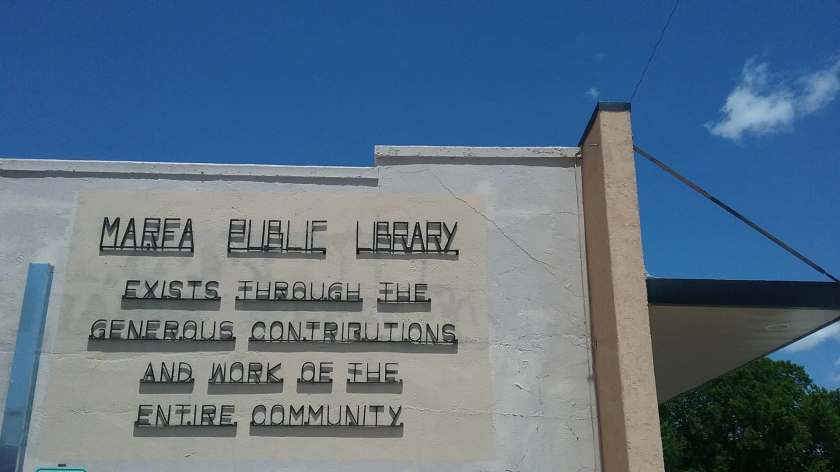 MARFA PUBLIC LIBRARY
EXISTS THROUGH THE
GENEROUS CONTRIBUTIONS
AND WORK OF THE
ENTIRE COMMUNITY